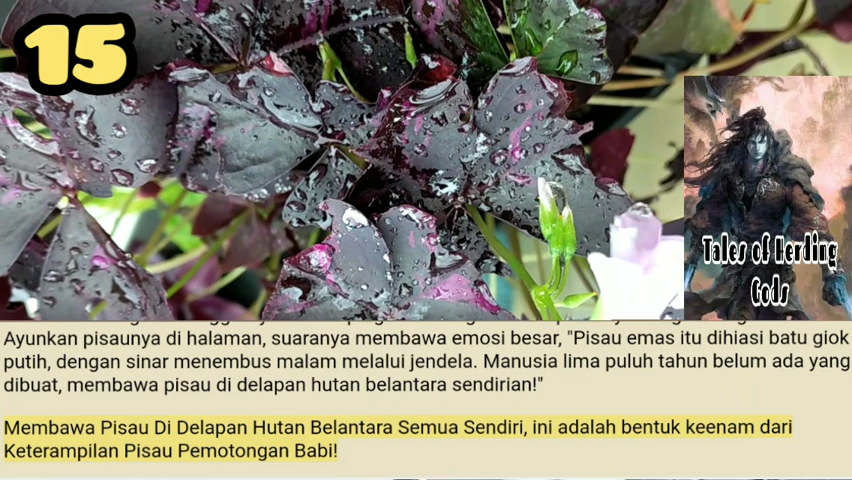 15
Tales of Herding
Gods
Ayunkan pisaunya di halaman, suaranya membawa emosi besar, "Pisau emas itu dihiasi batu giok
putih, dengan sinar menembus malam melalui jendela. Manusia lima puluh tahun belum ada yang
dibuat, membawa pisau di delapan hutan belantara sendirian!"
Membawa Pisau Di Delapan Hutan Belantara Semua Sendiri, ini adalah bentuk keenam dari
Keterampilan Pisau Pemotongan Babi!